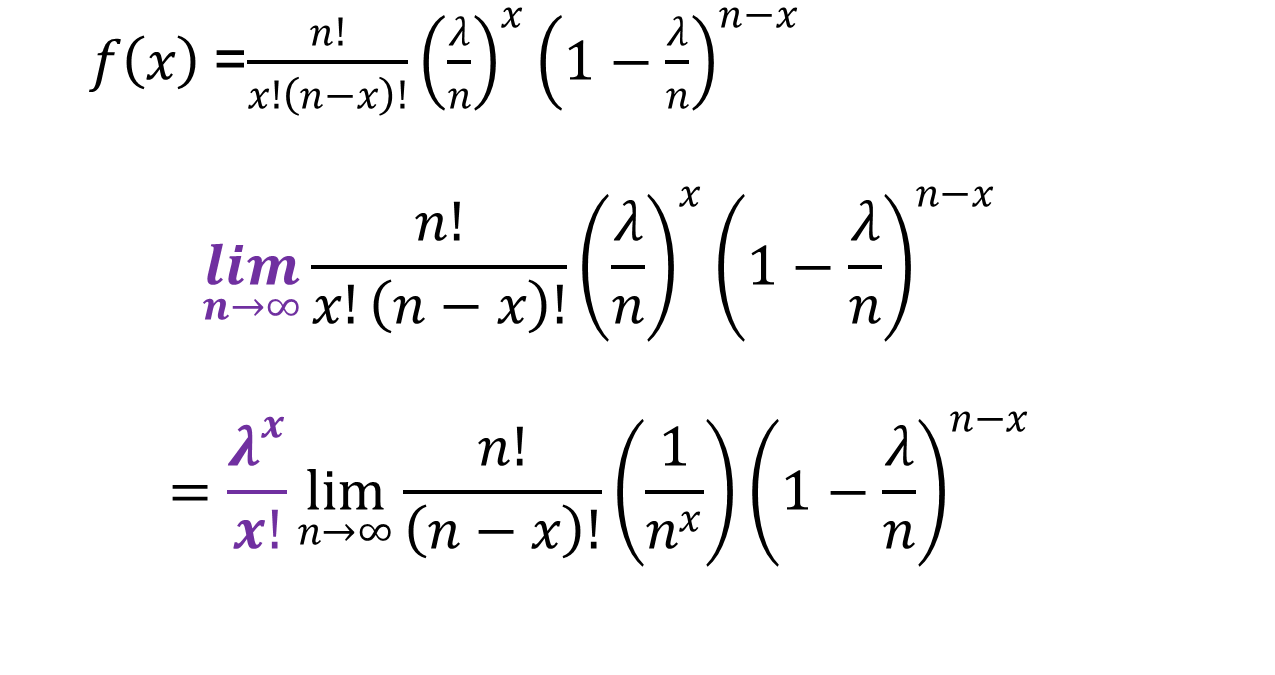 f(x) = n!/(x!(n−x)!) (λ/n)^x (1 − λ/n)^(n−x)
lim n→∞ n!/(x! (n − x)!) (λ/n)^x (1 − λ/n)^(n−x)
= λ^x/x! lim n→∞ n!/(n − x)! (1/n^x) (1 − λ/n)^(n−x)